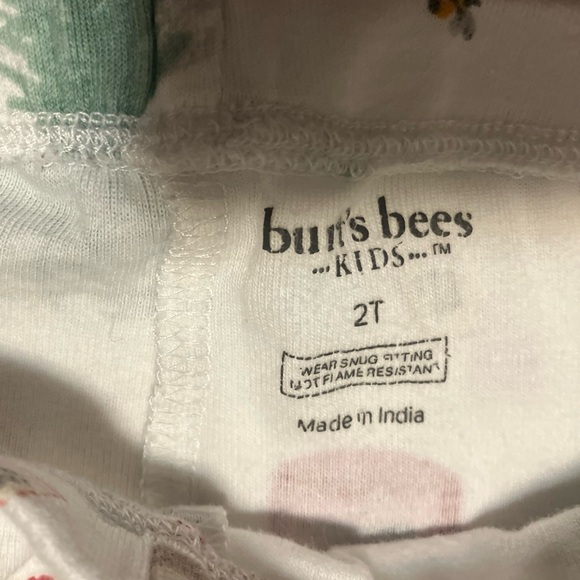 burt's bees
...KIDS...™
2T
WEAR SNUG FITTING
NOT FLAME RESISTANT
Made in India